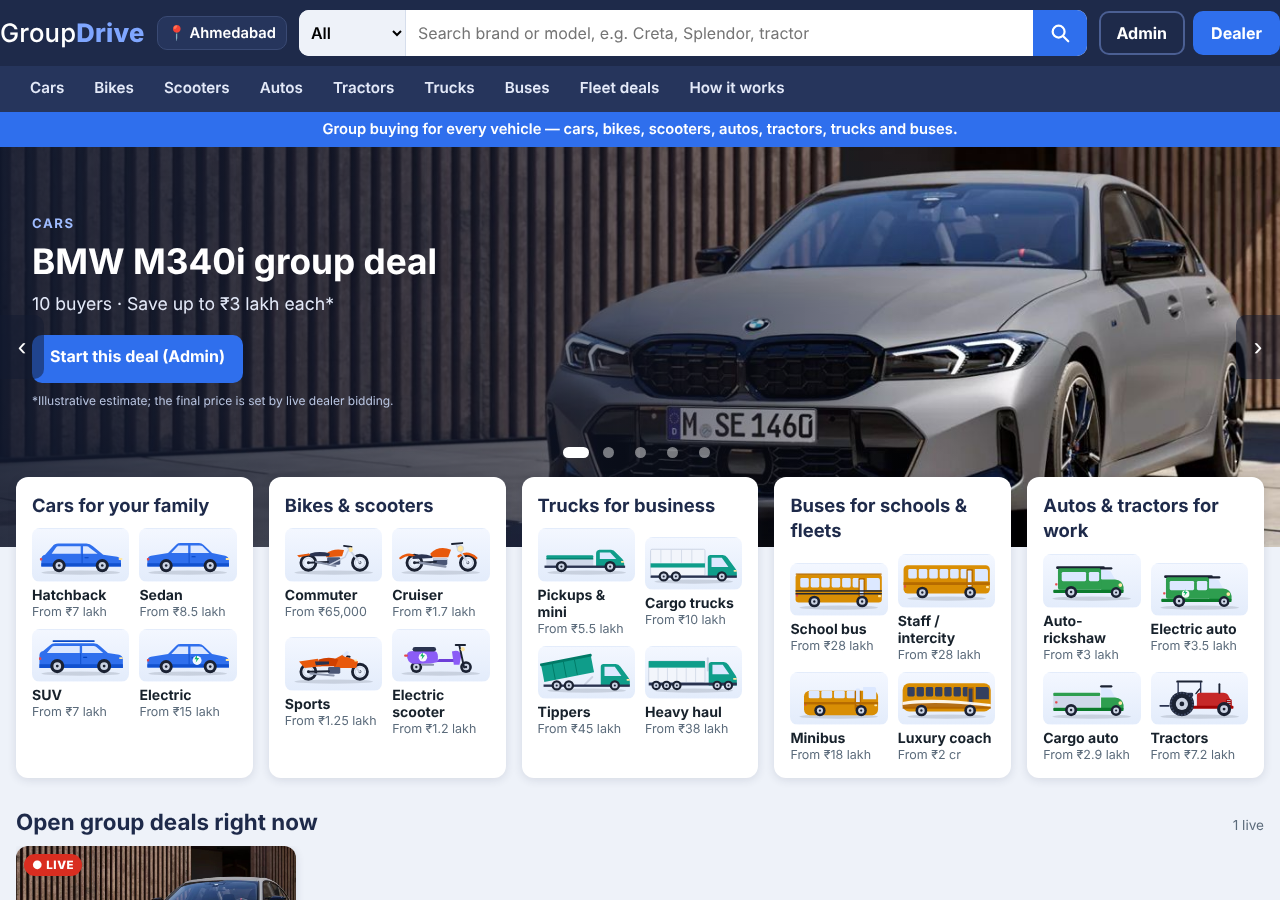 GroupDrive
Ahmedabad
All
Search brand or model, e.g. Creta, Splendor, tractor
Admin
Dealer
Cars
Bikes
Scooters
Autos
Tractors
Trucks
Buses
Fleet deals
How it works
Group buying for every vehicle — cars, bikes, scooters, autos, tractors, trucks and buses.
CARS
BMW M340i group deal
10 buyers · Save up to ₹3 lakh each*
Start this deal (Admin)
*Illustrative estimate; the final price is set by live dealer bidding.
M SE 1460
Cars for your family
Hatchback
From ₹7 lakh
Sedan
From ₹8.5 lakh
SUV
From ₹7 lakh
Electric
From ₹15 lakh
Bikes & scooters
Commuter
From ₹65,000
Cruiser
From ₹1.7 lakh
Sports
From ₹1.25 lakh
Electric
scooter
From ₹1.2 lakh
Trucks for business
Pickups &
mini
From ₹5.5 lakh
Cargo trucks
From ₹10 lakh
Tippers
From ₹45 lakh
Heavy haul
From ₹38 lakh
Buses for schools &
fleets
School bus
From ₹28 lakh
Staff /
intercity
From ₹28 lakh
Minibus
From ₹18 lakh
Luxury coach
From ₹2 cr
Autos & tractors for
work
Auto-
rickshaw
From ₹3 lakh
Electric auto
From ₹3.5 lakh
Cargo auto
From ₹2.9 lakh
Tractors
From ₹7.2 lakh
Open group deals right now
1 live
LIVE